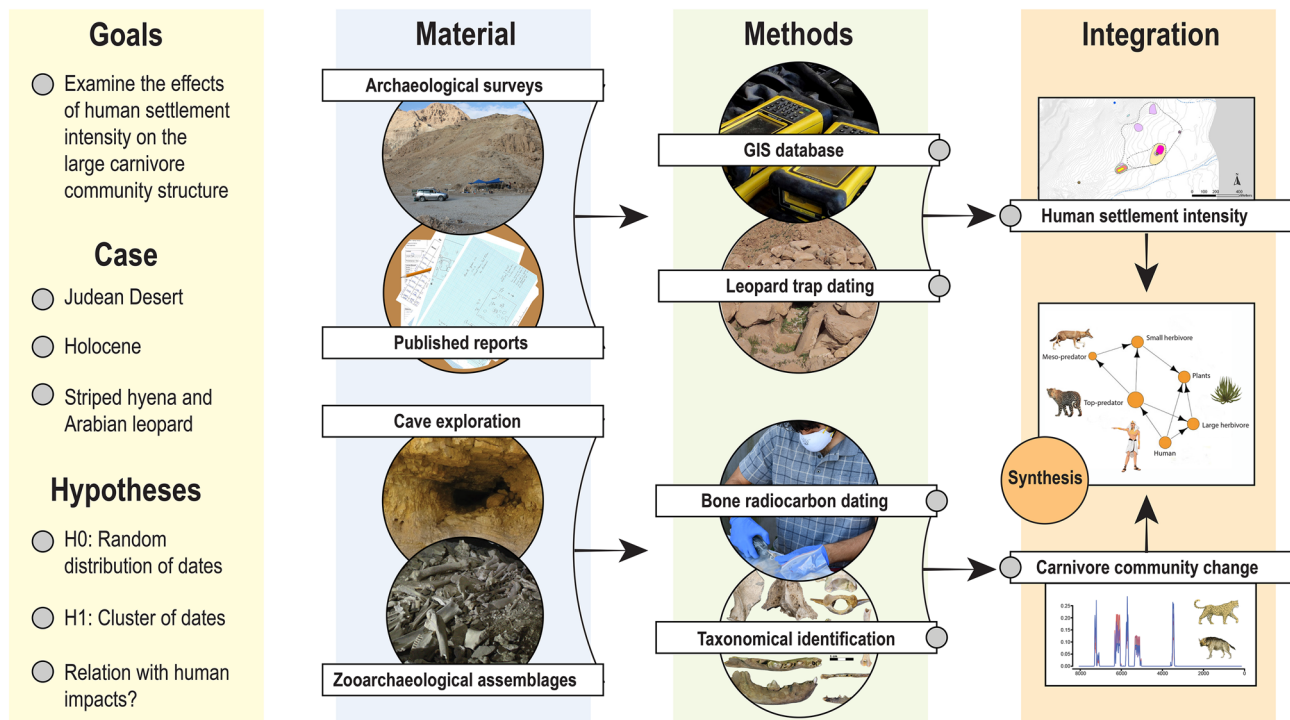 Goals
Examine the effects
of human settlement
intensity on the
large carnivore
community structure
Case
Judean Desert
Holocene
Striped hyena and
Arabian leopard
Hypotheses
H0: Random
distribution of dates
H1: Cluster of dates
Relation with human
impacts?
Material
Archaeological surveys
Published reports
Cave exploration
Zooarchaeological assemblages
Methods
GIS database
Leopard trap dating
Bone radiocarbon dating
Taxonomical identification
Integration
N
Human settlement intensity
Small herbivore
Meso-predator
Plants
Top-predator
Large herbivore
Human
Synthesis
Carnivore community change
0.25
0.20
0.15
0.10
0.05
0.00
8000
6000
4000
2000
0